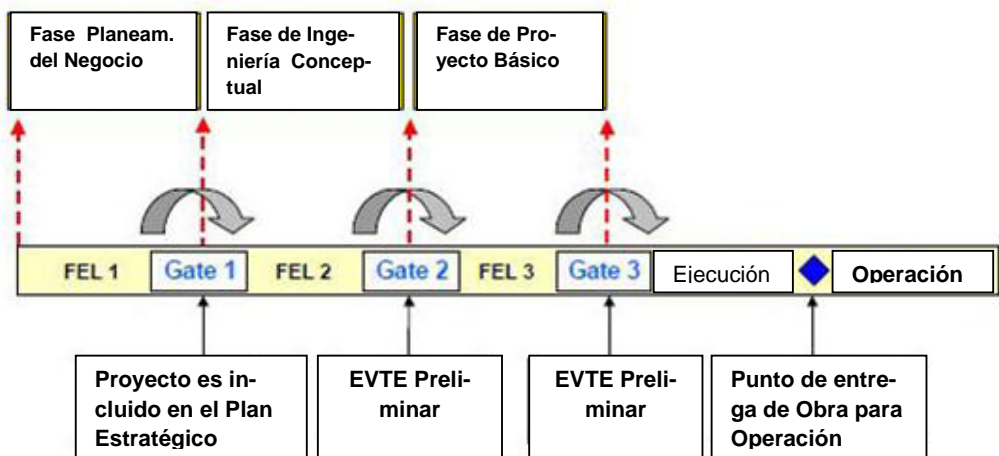 Fase Planeam.
del Negocio
Fase de Inge-
niería Concep-
tual
Fase de Pro-
yecto Básico
FEL 1
Gate 1
FEL 2
Gate 2
FEL 3
Gate 3
Ejecución
Operación
Proyecto es in-
cluido en el Plan
Estratégico
EVTE Preli-
minar
EVTE Preli-
minar
Punto de entre-
ga de Obra para
Operación